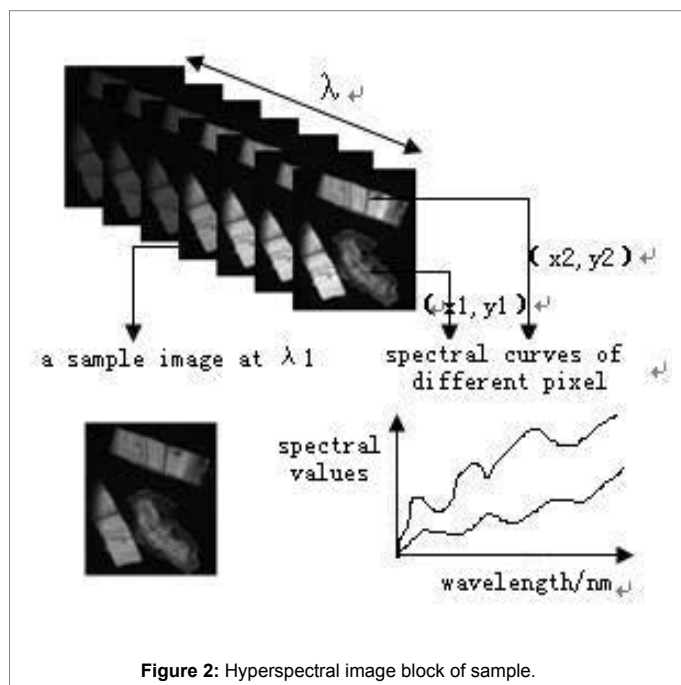 λ ↵
( x2, y2 ) ↵
( x1, y1 ) ↵
a sample image at λ1
spectral curves of
different pixel ↵
spectral
values
wavelength/nm ↵
Figure 2: Hyperspectral image block of sample.